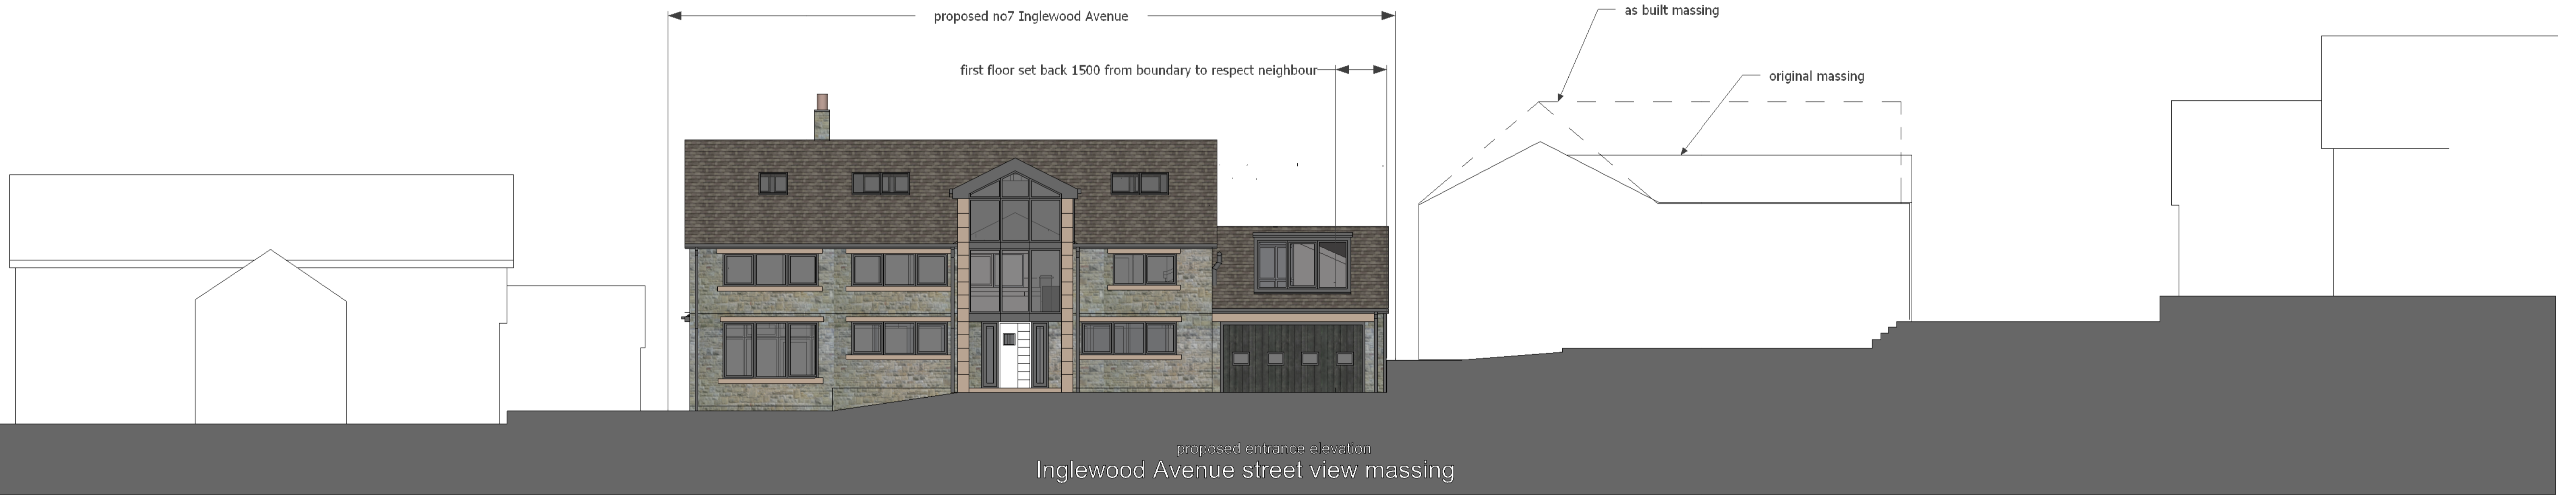 proposed no7 Inglewood Avenue
as built massing
first floor set back 1500 from boundary to respect neighbour
original massing
proposed entrance elevation
Inglewood Avenue street view massing